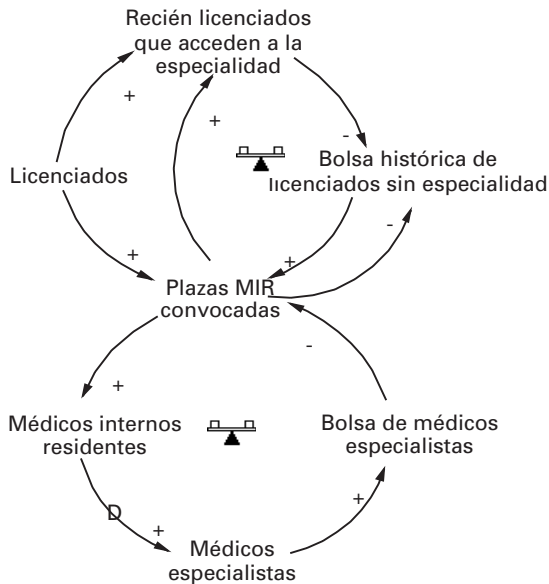 Recién licenciados
que acceden a la
especialidad
+
+
-
Licenciados
Bolsa histórica de
licenciados sin especialidad
-
+
+
Plazas MIR
convocadas
-
+
Médicos internos
residentes
Bolsa de médicos
especialistas
D
+
+
Médicos
especialistas